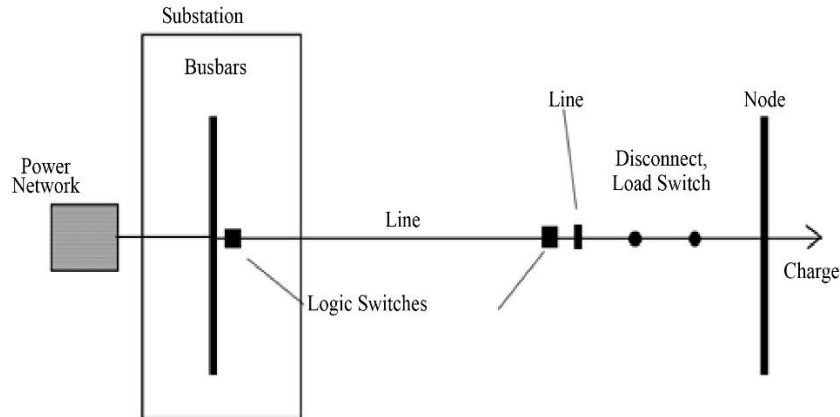 Substation
Busbars
Line
Node
Power
Network
Disconnect,
Load Switch
Line
Charge
Logic Switches